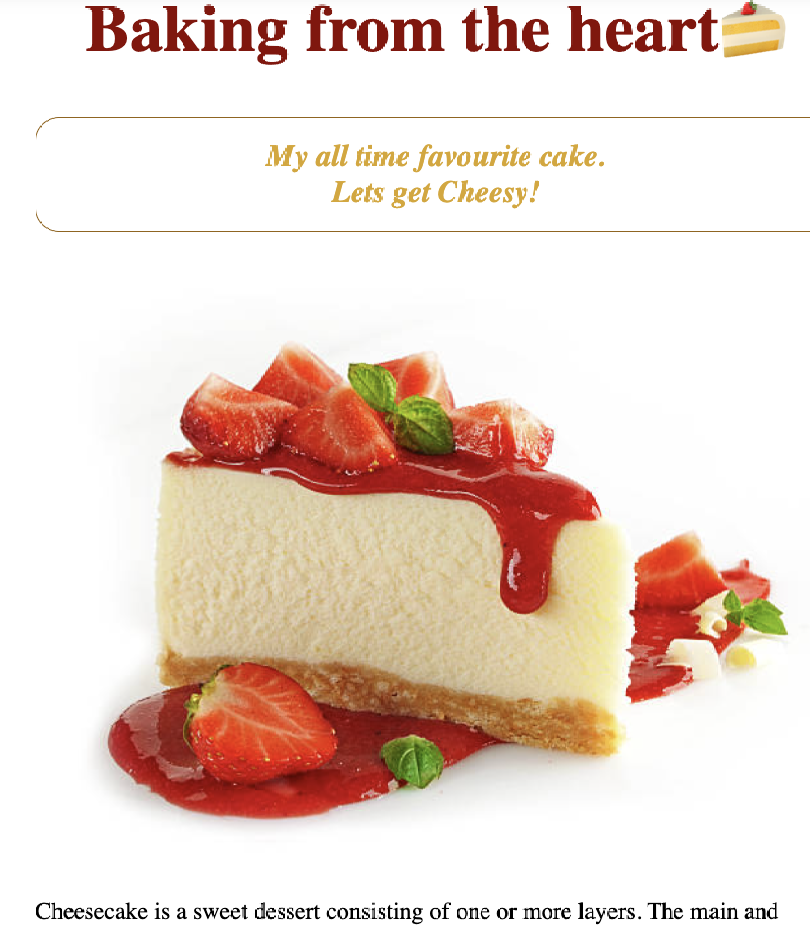 Baking from the heart🍰
My all time favourite cake.
Lets get Cheesy!
Cheesecake is a sweet dessert consisting of one or more layers. The main and